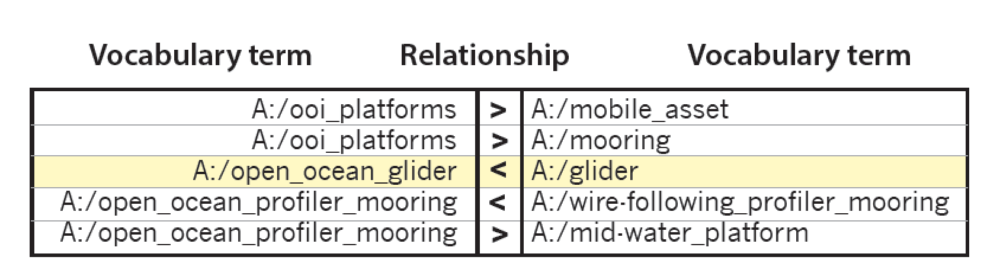 Vocabulary term Relationship Vocabulary term
A:/ooi_platforms > A:/mobile_asset
A:/ooi_platforms > A:/mooring
A:/open_ocean_glider < A:/glider
A:/open_ocean_profiler_mooring < A:/wire-following_profiler_mooring
A:/open_ocean_profiler_mooring > A:/mid-water_platform